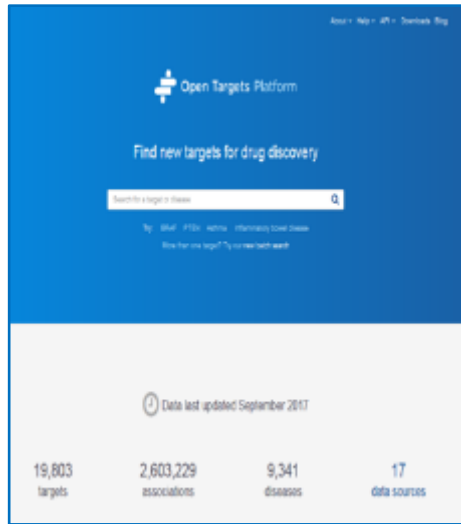 About Help API Downloads Blog
Open Targets Platform
Find new targets for drug discovery
Search for a target or disease
Try: BRAF PTEN Asthma Inflammatory bowel disease
More than one target? Try our new batch search
Data last updated September 2017
19,803 2,603,229 9,341 17
targets associations diseases data sources